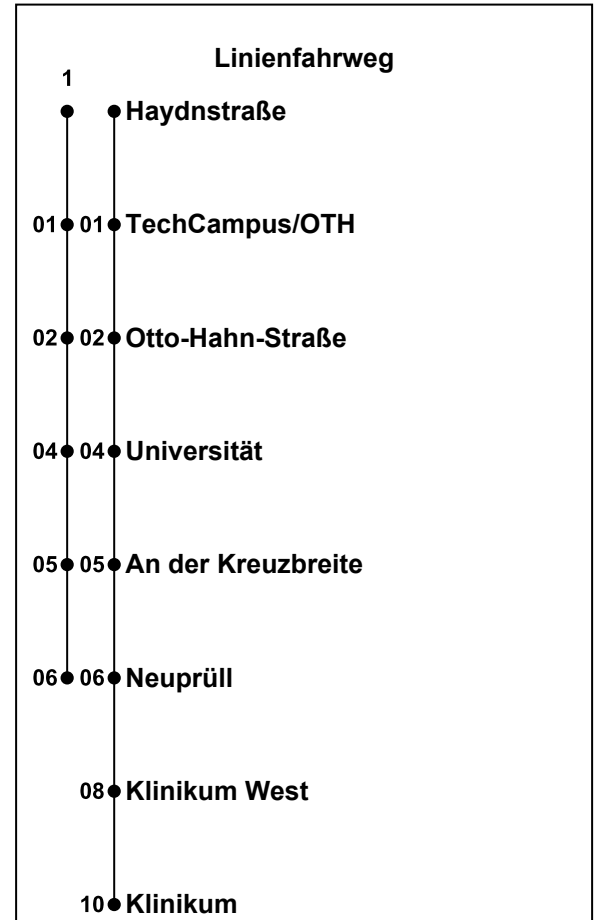 Linienfahrweg
1
Haydnstraße
01 01 TechCampus/OTH
02 02 Otto-Hahn-Straße
04 04 Universität
05 05 An der Kreuzbreite
06 06 Neuprüll
08 Klinikum West
10 Klinikum